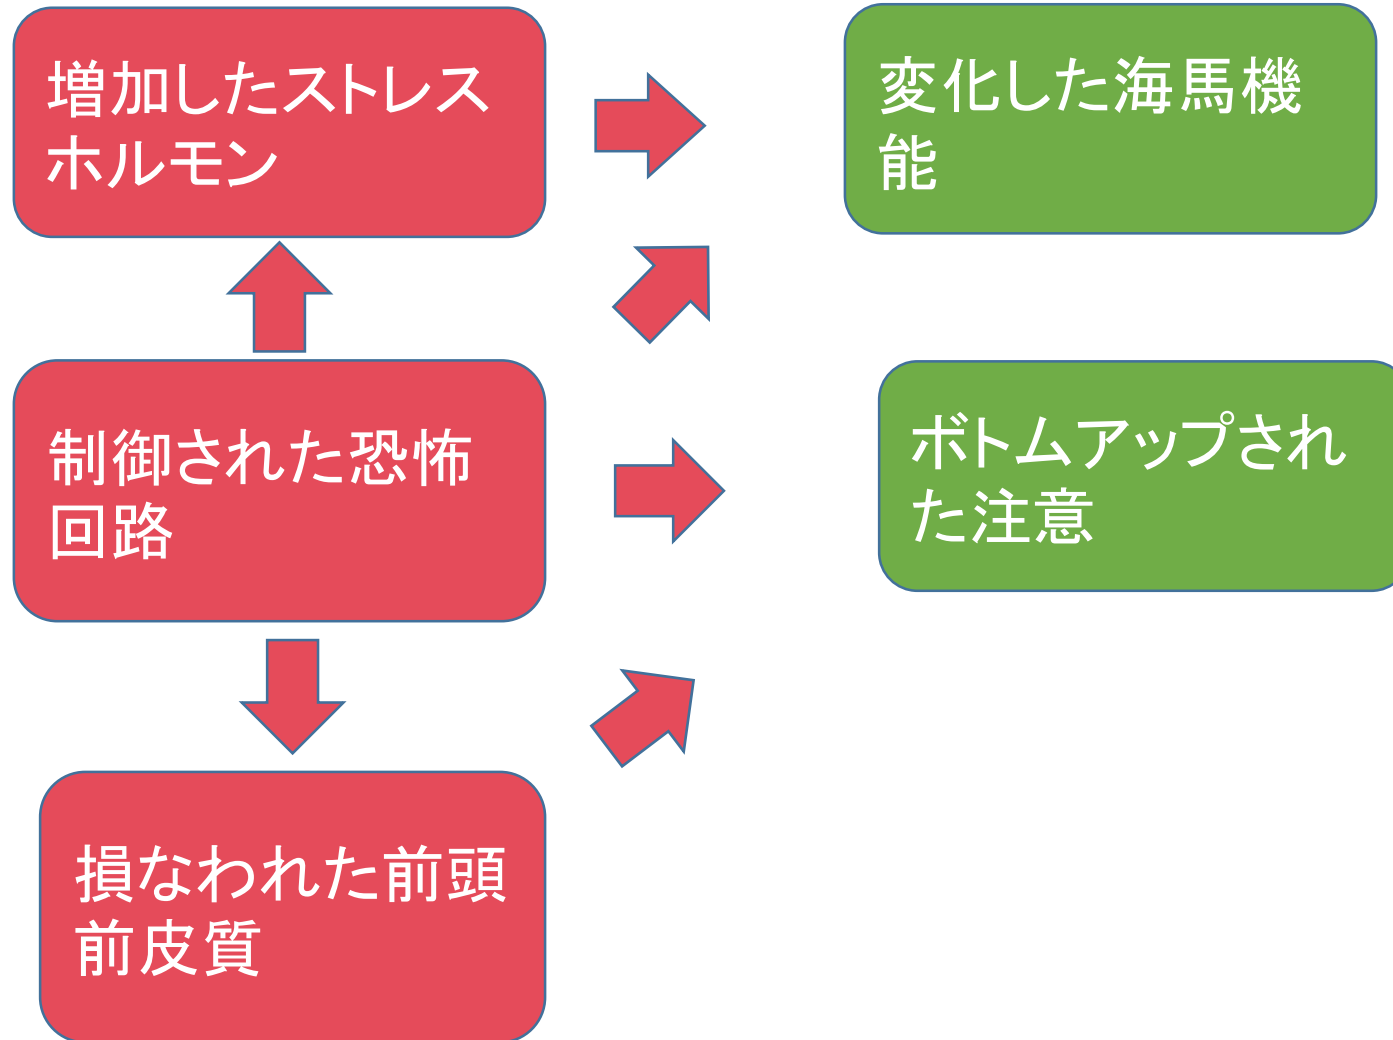 増加したストレス
ホルモン
変化した海馬機
能
制御された恐怖
回路
ボトムアップされ
た注意
損なわれた前頭
前皮質